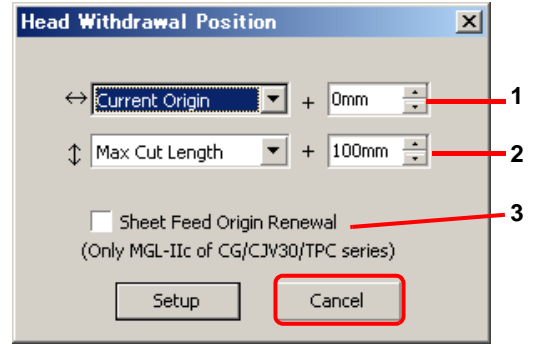 Head Withdrawal Position
↔ Current Origin + 0mm 1
↕ Max Cut Length + 100mm 2
Sheet Feed Origin Renewal 3
(Only MGL-IIc of CG/CJV30/TPC series)
Setup Cancel